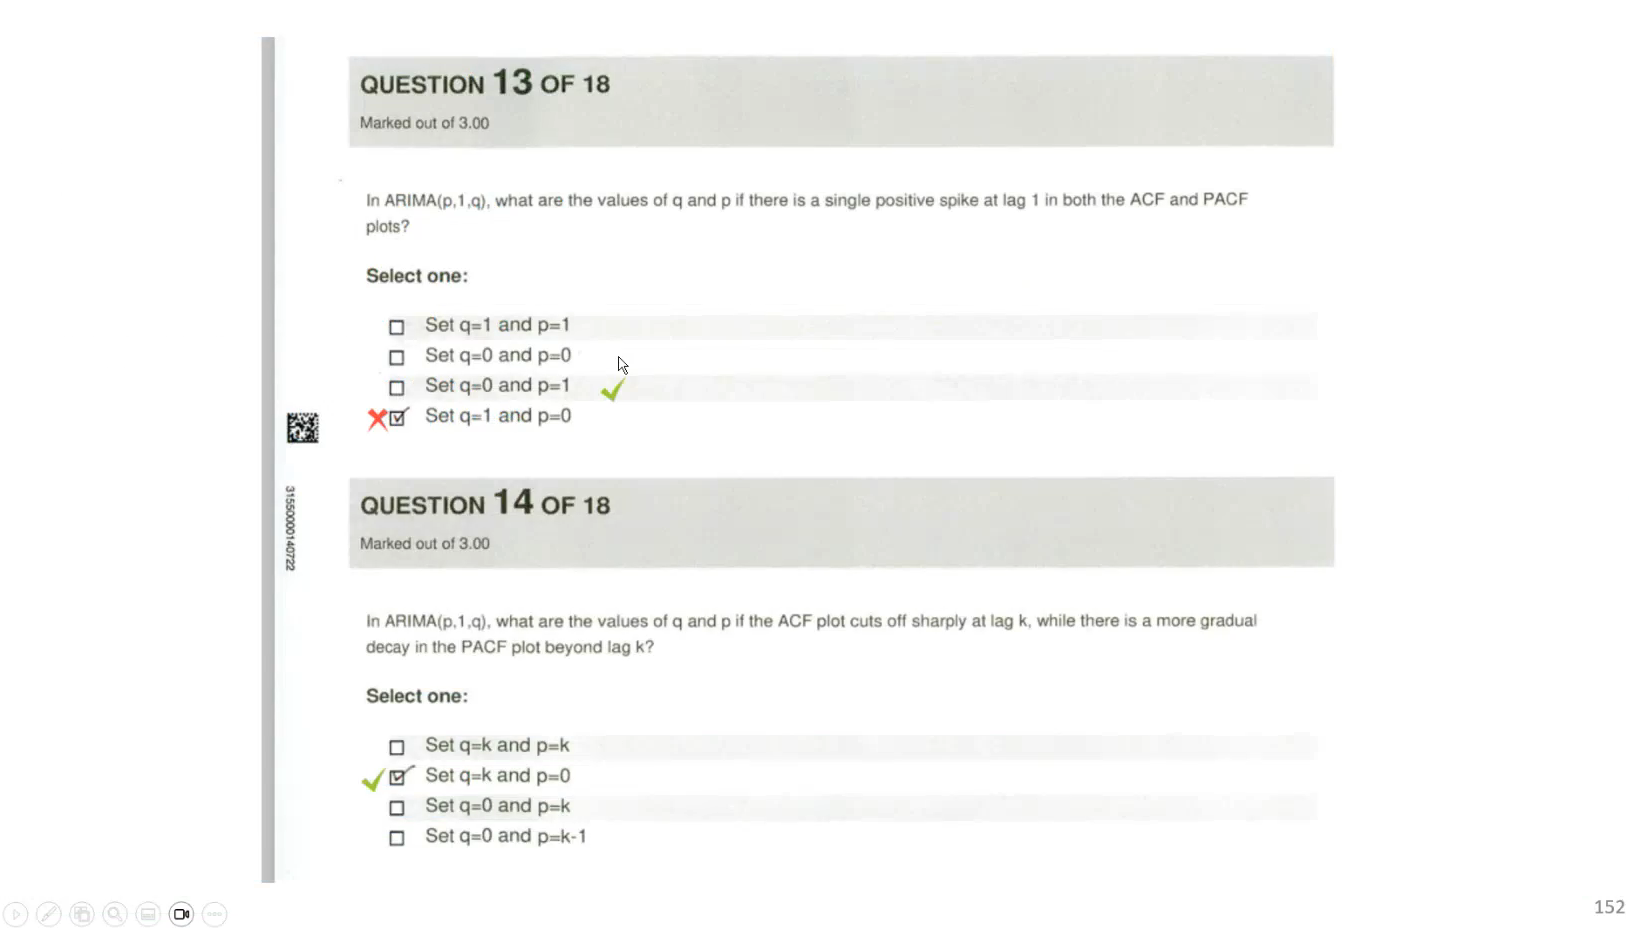 QUESTION 13 OF 18
Marked out of 3.00
In ARIMA(p,1,q), what are the values of q and p if there is a single positive spike at lag 1 in both the ACF and PACF
plots?
Select one:
Set q=1 and p=1
Set q=0 and p=0
Set q=0 and p=1
Set q=1 and p=0
3155000140722
QUESTION 14 OF 18
Marked out of 3.00
In ARIMA(p,1,q), what are the values of q and p if the ACF plot cuts off sharply at lag k, while there is a more gradual
decay in the PACF plot beyond lag k?
Select one:
Set q=k and p=k
Set q=k and p=0
Set q=0 and p=k
Set q=0 and p=k-1
152